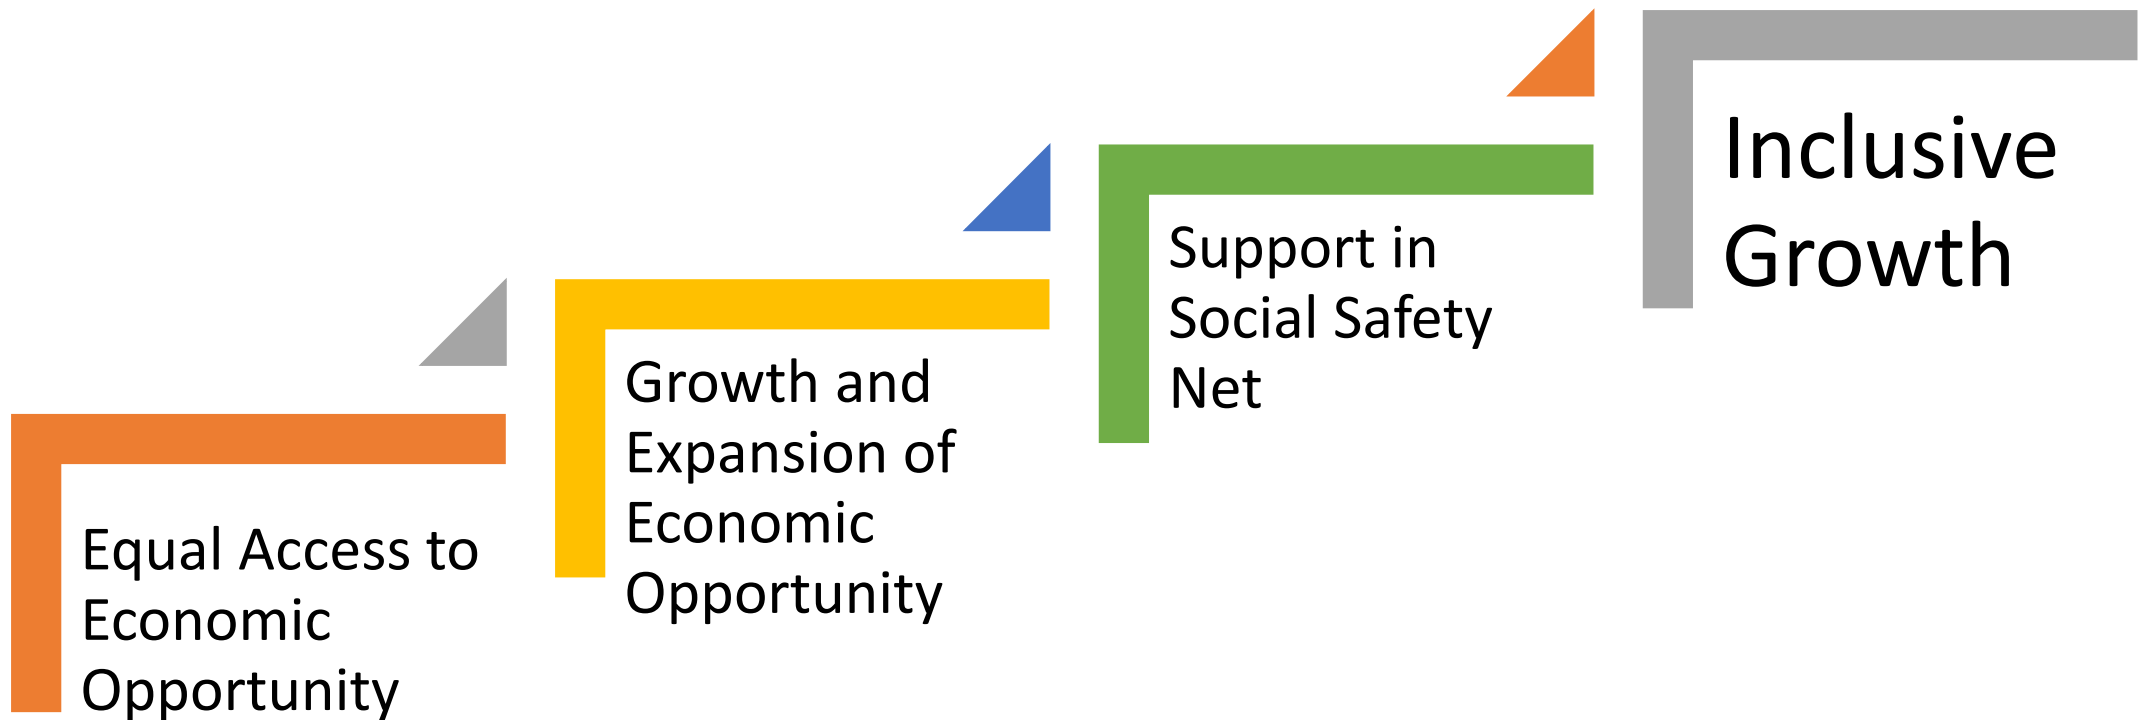 Equal Access to
Economic
Opportunity
Growth and
Expansion of
Economic
Opportunity
Support in
Social Safety
Net
Inclusive
Growth